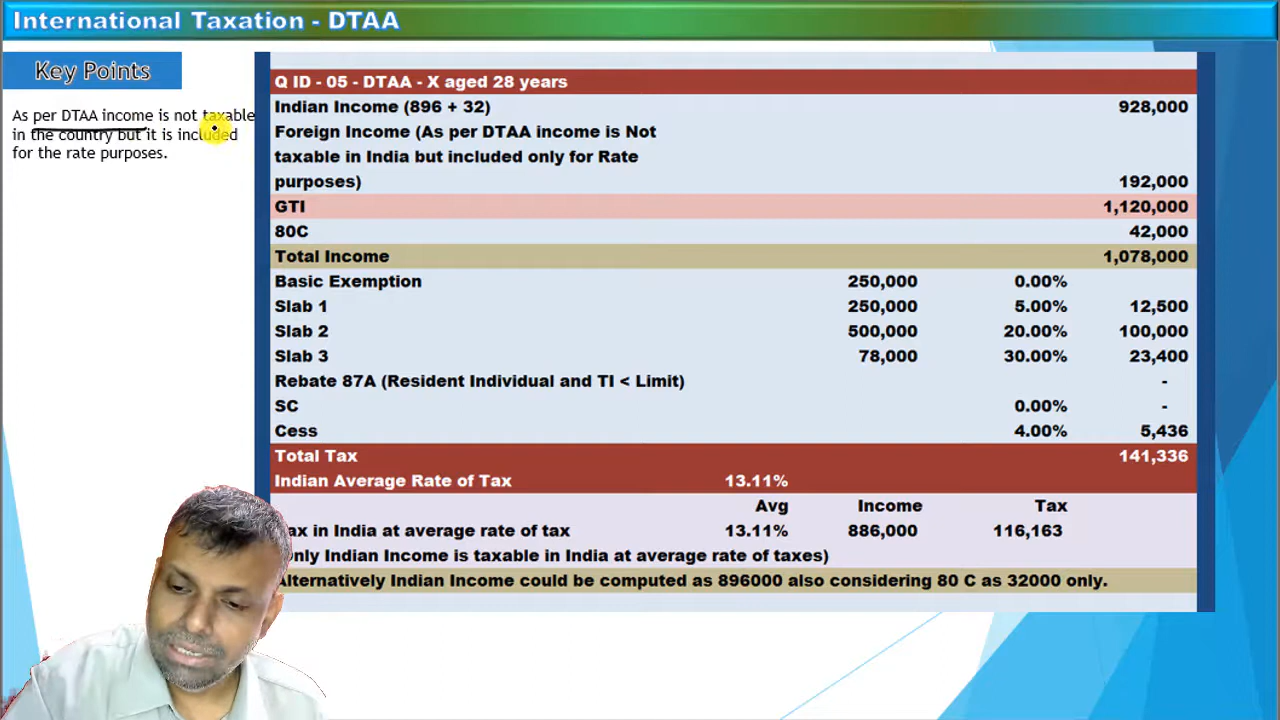 International Taxation - DTAA
Key Points
As per DTAA income is not taxable
in the country but it is included
for the rate purposes.
Q ID - 05 - DTAA - X aged 28 years
Indian Income (896 + 32) 928,000
Foreign Income (As per DTAA income is Not
taxable in India but included only for Rate
purposes) 192,000
GTI 1,120,000
80C 42,000
Total Income 1,078,000
Basic Exemption 250,000 0.00%
Slab 1 250,000 5.00% 12,500
Slab 2 500,000 20.00% 100,000
Slab 3 78,000 30.00% 23,400
Rebate 87A (Resident Individual and TI < Limit) -
SC 0.00% -
Cess 4.00% 5,436
Total Tax 141,336
Indian Average Rate of Tax 13.11%
Avg Income Tax
ax in India at average rate of tax 13.11% 886,000 116,163
nly Indian Income is taxable in India at average rate of taxes)
Alternatively Indian Income could be computed as 896000 also considering 80 C as 32000 only.